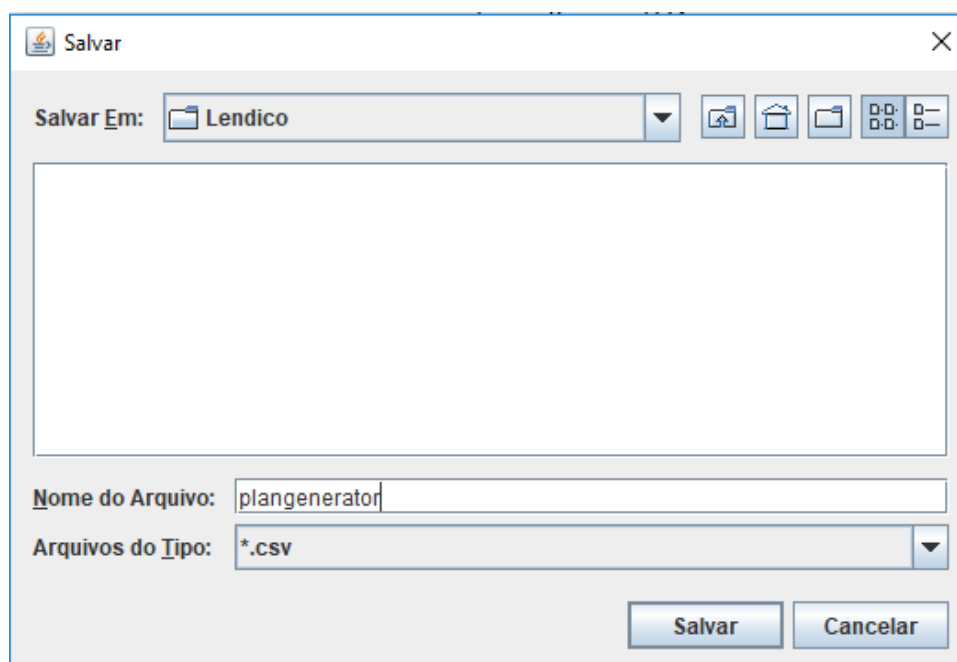 Salvar
Salvar Em: Lendico
Nome do Arquivo: plangenerator
Arquivos do Tipo: *.csv
Salvar Cancelar